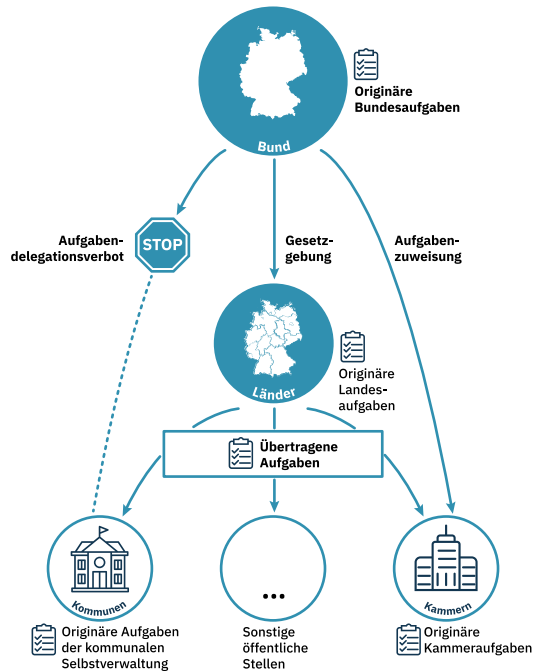 Originäre
Bundesaufgaben
Bund
Aufgaben-
delegationsverbot
STOP
Gesetz-
gebung
Aufgaben-
zuweisung
Originäre
Landes-
aufgaben
Länder
Übertragene
Aufgaben
Kommunen
...
Kammern
Originäre Aufgaben
der kommunalen
Selbstverwaltung
Sonstige
öffentliche
Stellen
Originäre
Kammeraufgaben